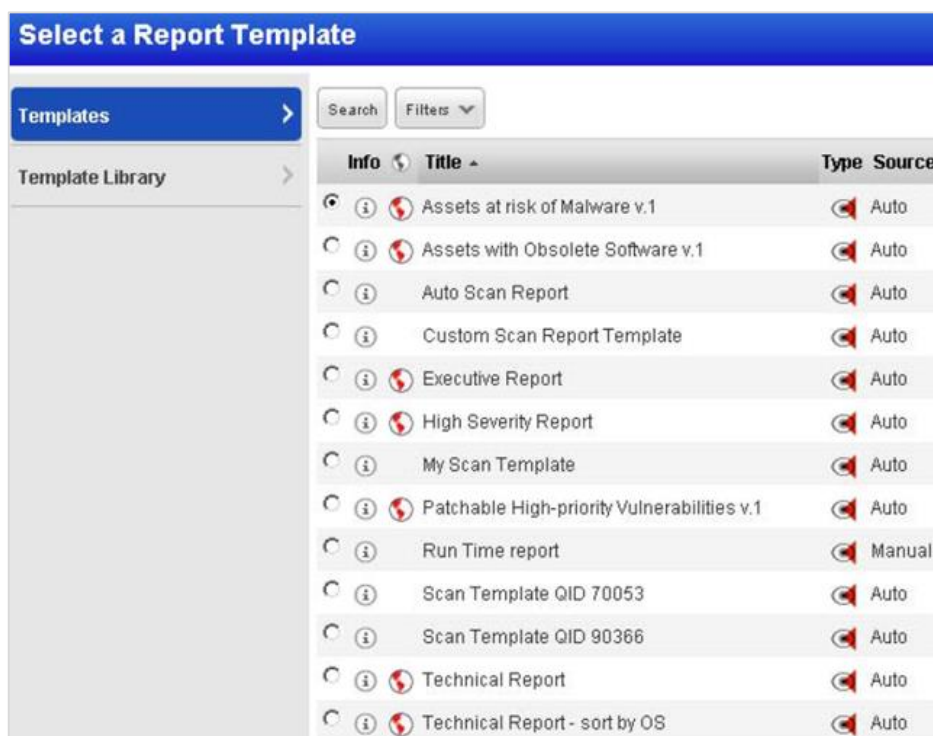 Select a Report Template
Templates
Template Library
Search Filters
Info Title Type Source
Assets at risk of Malware v.1 Auto
Assets with Obsolete Software v.1 Auto
Auto Scan Report Auto
Custom Scan Report Template Auto
Executive Report Auto
High Severity Report Auto
My Scan Template Auto
Patchable High-priority Vulnerabilities v.1 Auto
Run Time report Manual
Scan Template QID 70053 Auto
Scan Template QID 90366 Auto
Technical Report Auto
Technical Report - sort by OS Auto